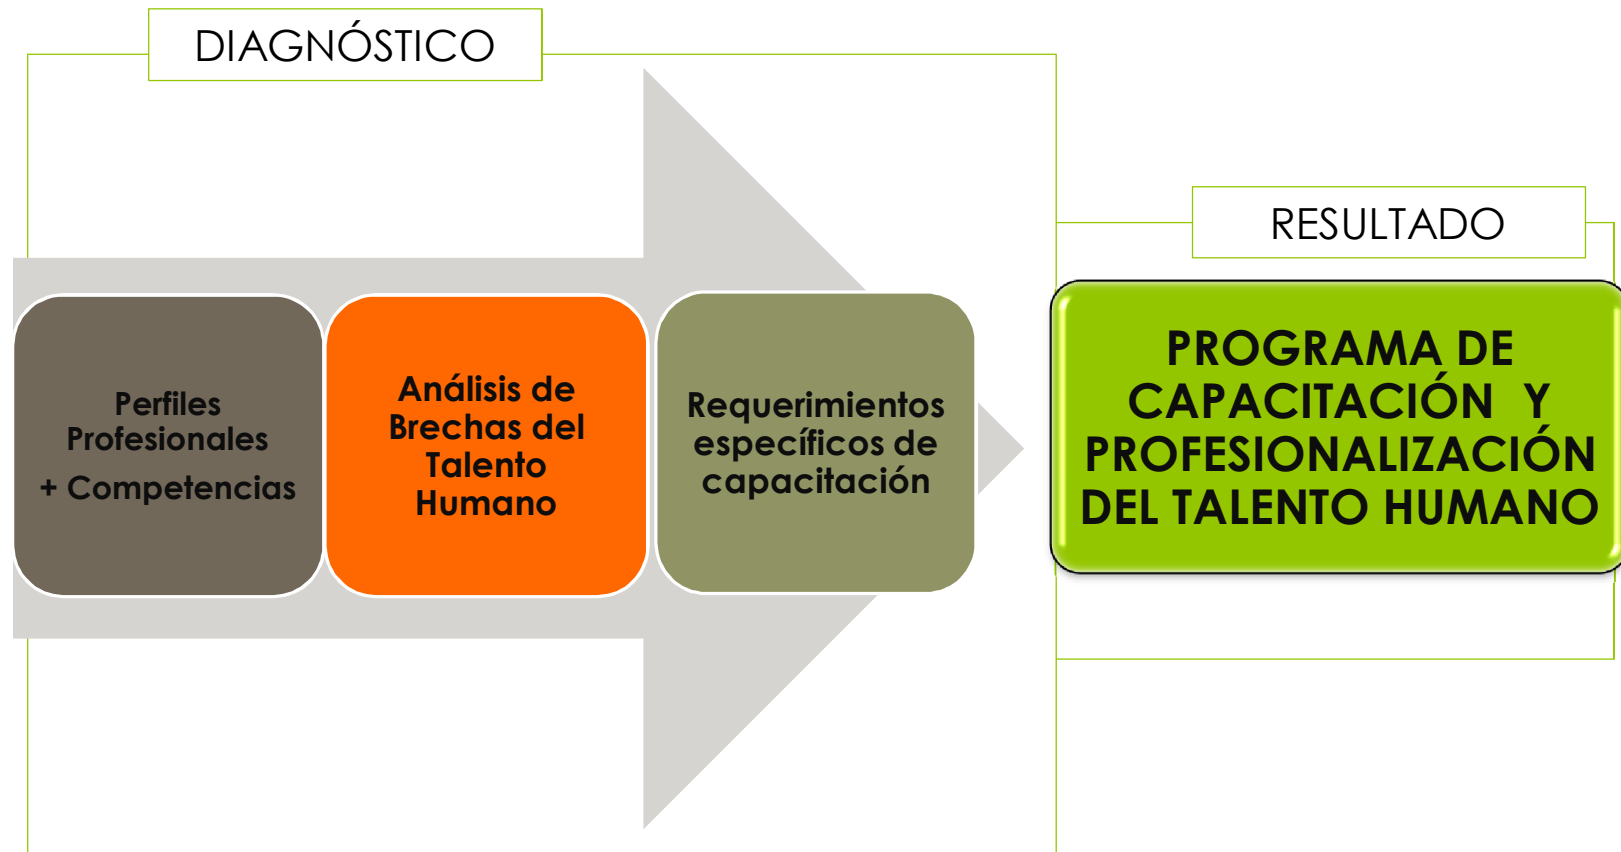 DIAGNÓSTICO
Perfiles
Profesionales
+ Competencias
Análisis de
Brechas del
Talento
Humano
Requerimientos
específicos de
capacitación
RESULTADO
PROGRAMA DE
CAPACITACIÓN Y
PROFESIONALIZACIÓN
DEL TALENTO HUMANO